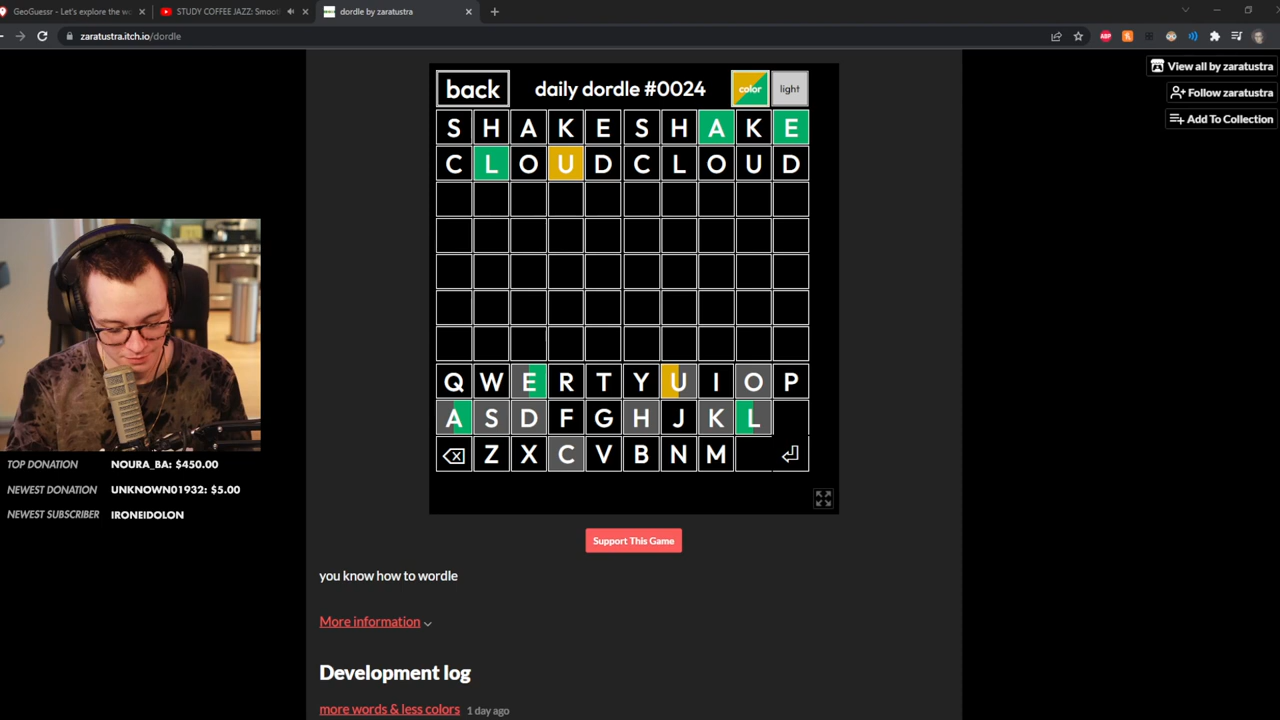 GeoGuessr - Let's explore the wo
STUDY COFFEE JAZZ: Smoo
dordle by zaratustra
zaratustra.itch.io/dordle
ABP
View all by zaratustra
Follow zaratustra
Add To Collection
back
daily dordle #0024
color
light
S H A K E S H A K E
C L O U D C L O U D
Q W E R T Y U I O P
A S D F G H J K L
Z X C V B N M
TOP DONATION NOURA_BA: $450.00
NEWEST DONATION UNKNOWN01932: $5.00
NEWEST SUBSCRIBER IRONEIDOLON
Support This Game
you know how to wordle
More information
Development log
more words & less colors 1 day ago